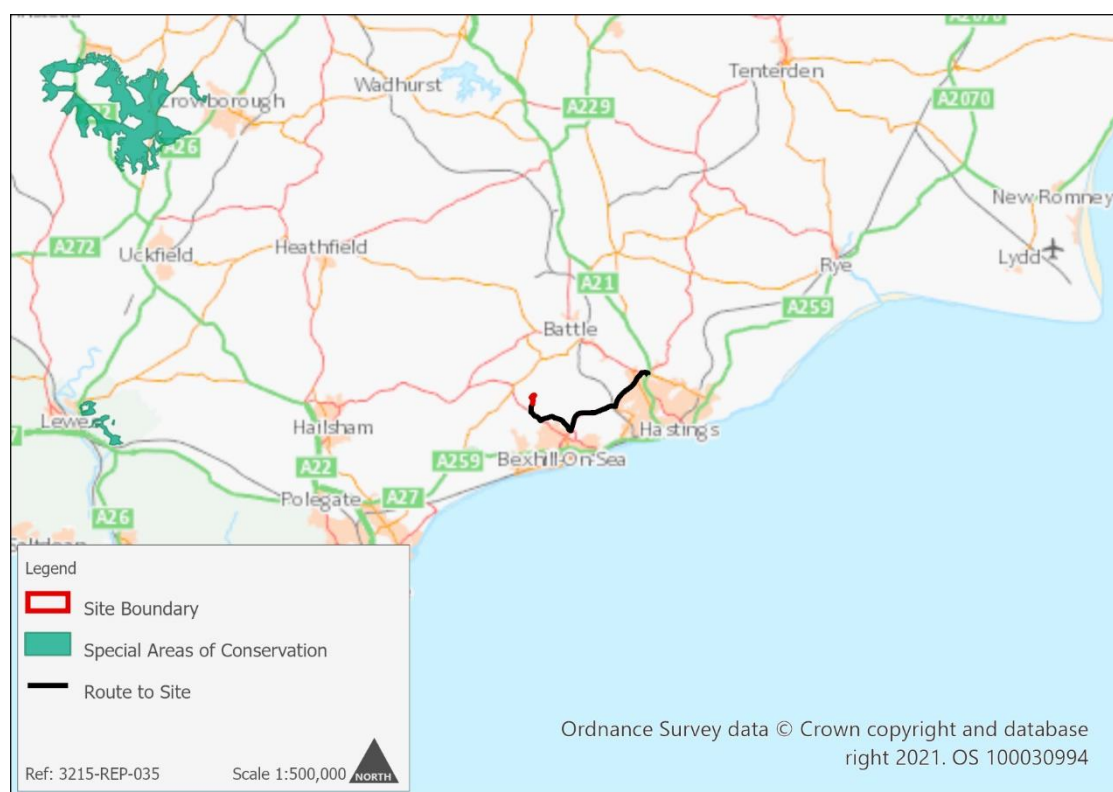 A2070
Tenterden
Wadhurst
Crowborough
A229
A2070
22
A26
New Romney
A272
Uckfield
Heathfield
Lydd
Rye
A21
A259
Battle
Lewe
Hailsham
Hastings
A259
Bexhill-On-Sea
A22
Polegate
A27
A26
Legend
Site Boundary
Special Areas of Conservation
Route to Site
Ref: 3215-REP-035 Scale 1:500,000 NORTH
Ordnance Survey data © Crown copyright and database
right 2021. OS 100030994